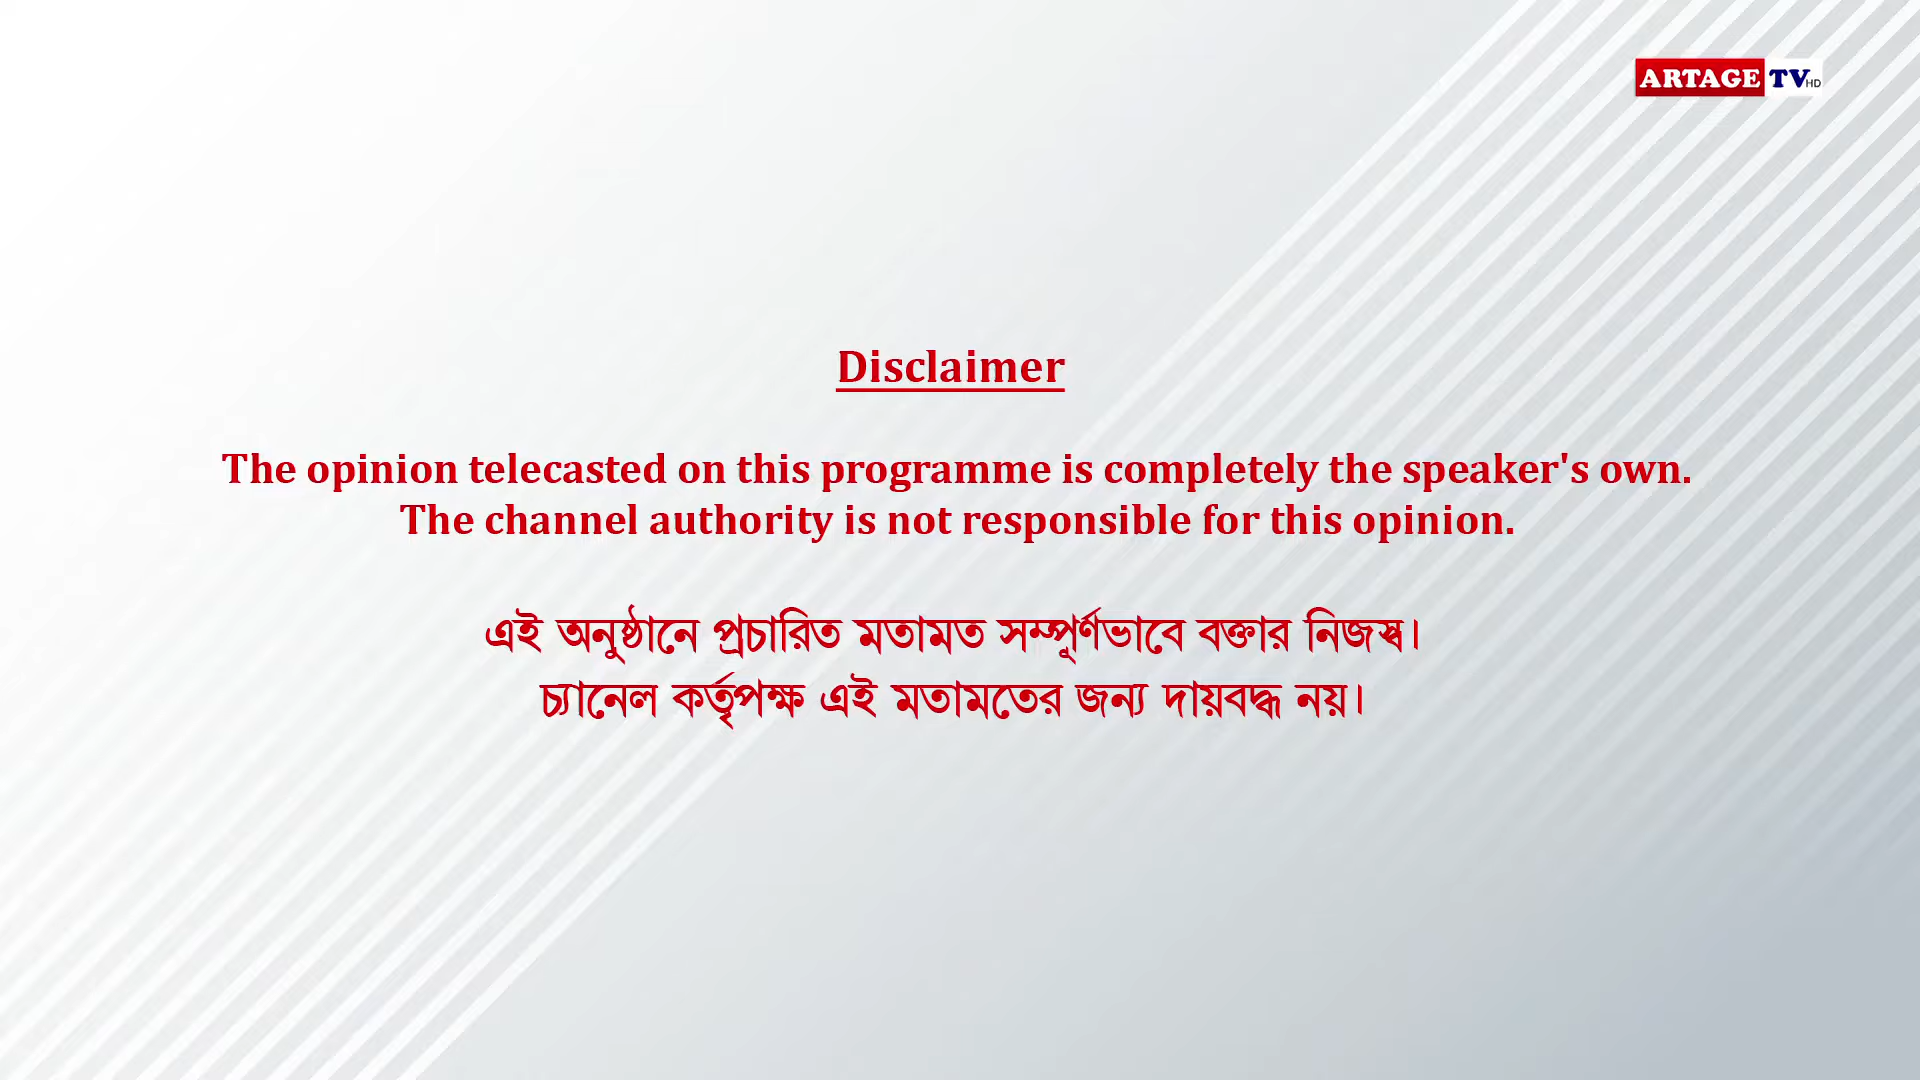 ARTAGE TV HD
Disclaimer
The opinion telecasted on this programme is completely the speaker's own.
The channel authority is not responsible for this opinion.
এই অনুষ্ঠানে প্রচারিত মতামত সম্পূর্ণভাবে বক্তার নিজস্ব।
চ্যানেল কর্তৃপক্ষ এই মতামতের জন্য দায়বদ্ধ নয়।